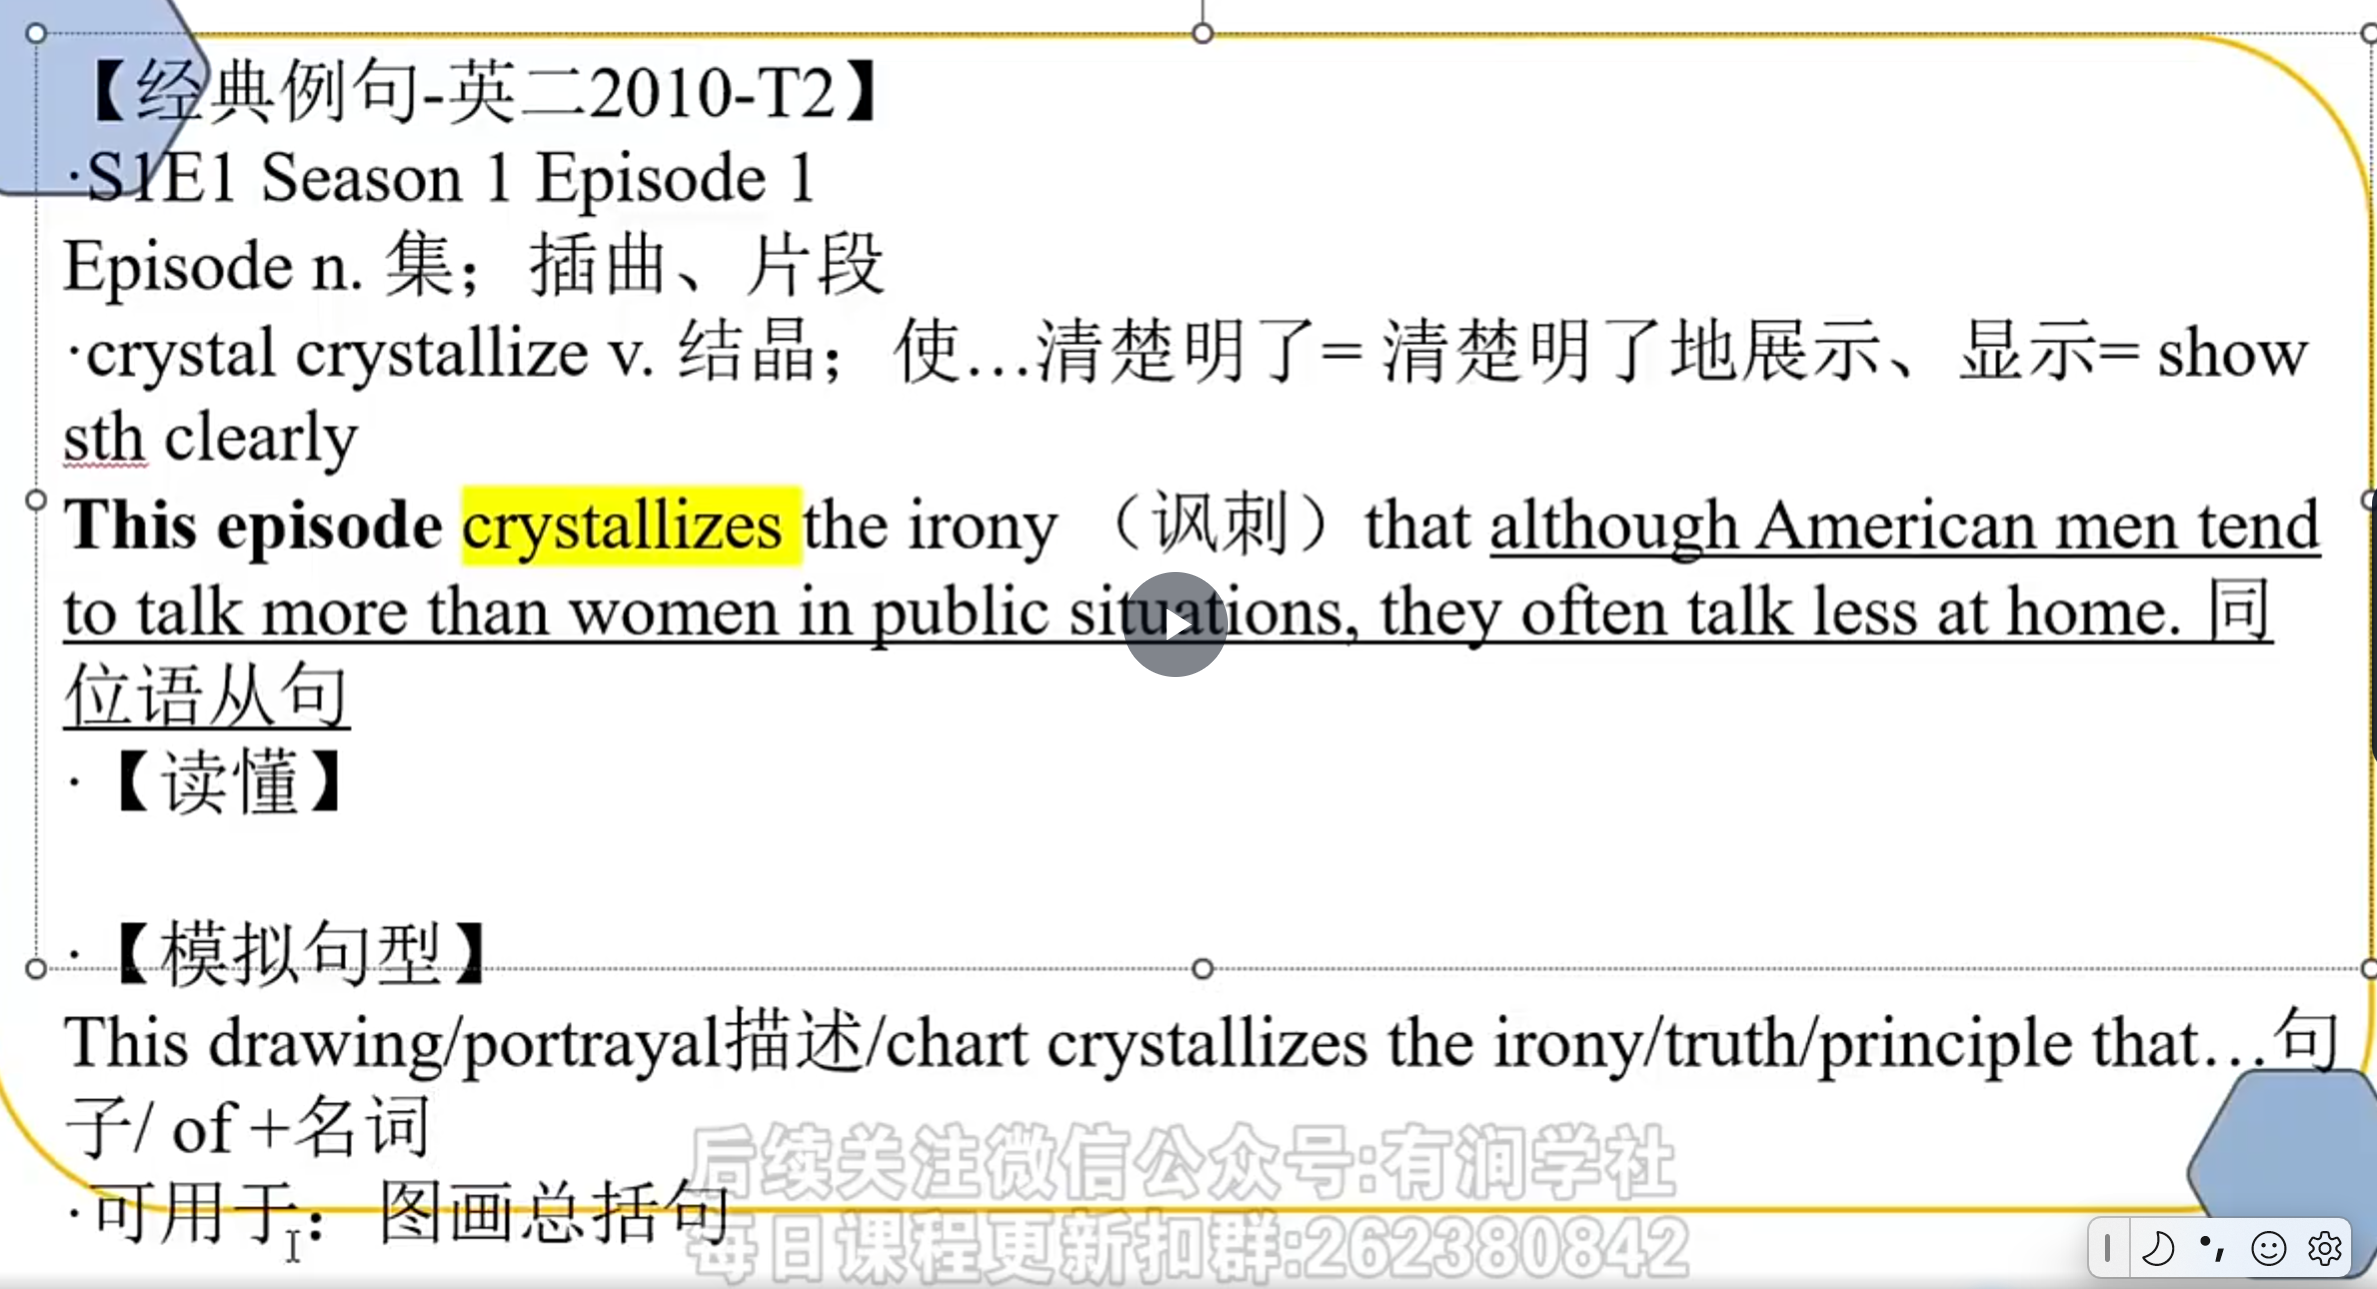 【经典例句-英二2010-T2】
·S1E1 Season 1 Episode 1
Episode n. 集；插曲、片段
·crystal crystallize v. 结晶；使…清楚明了= 清楚明了地展示、显示= show
sth clearly
This episode crystallizes the irony （讽刺）that although American men tend
to talk more than women in public situations, they often talk less at home. 同
位语从句
·【读懂】
·【模拟句型】
This drawing/portrayal描述/chart crystallizes the irony/truth/principle that…句
子/ of +名词
·可用于：图画总括句
后续关注微信公众号:有润学社
每日课程更新扣群:262380842